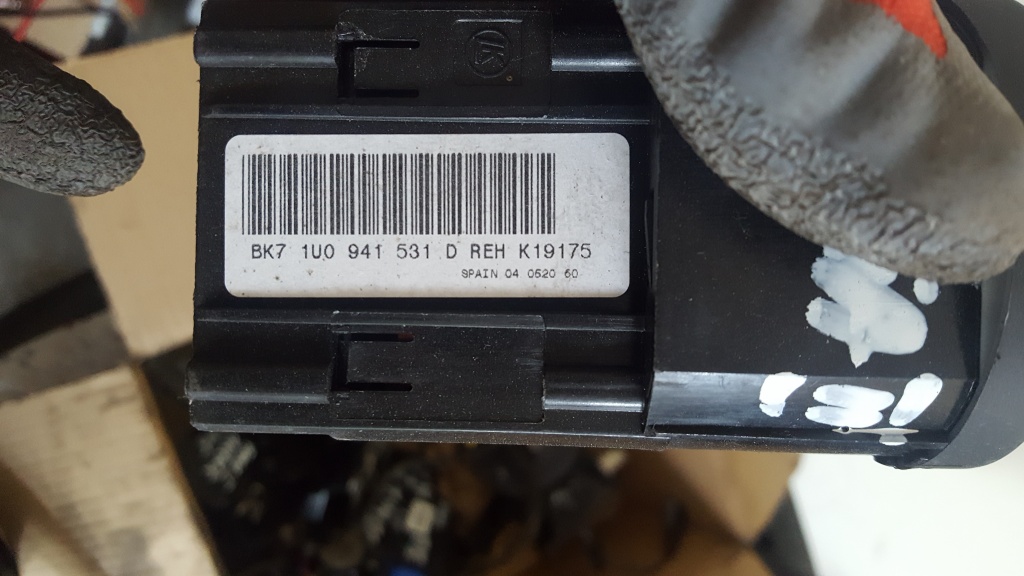 BK7 1U0 941 531 D REH K19175
SPAIN 04 0520 60